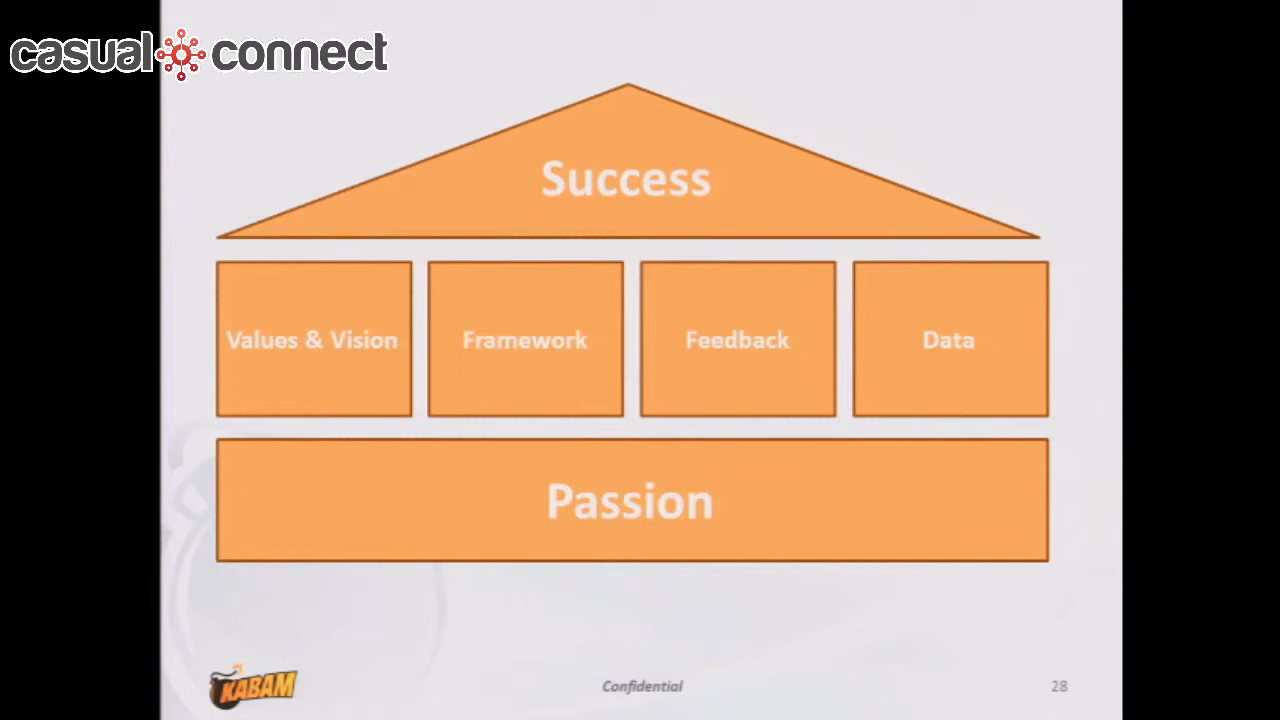 casual connect
Success
Values & Vision
Framework
Feedback
Data
Passion
KABAM
Confidential
28